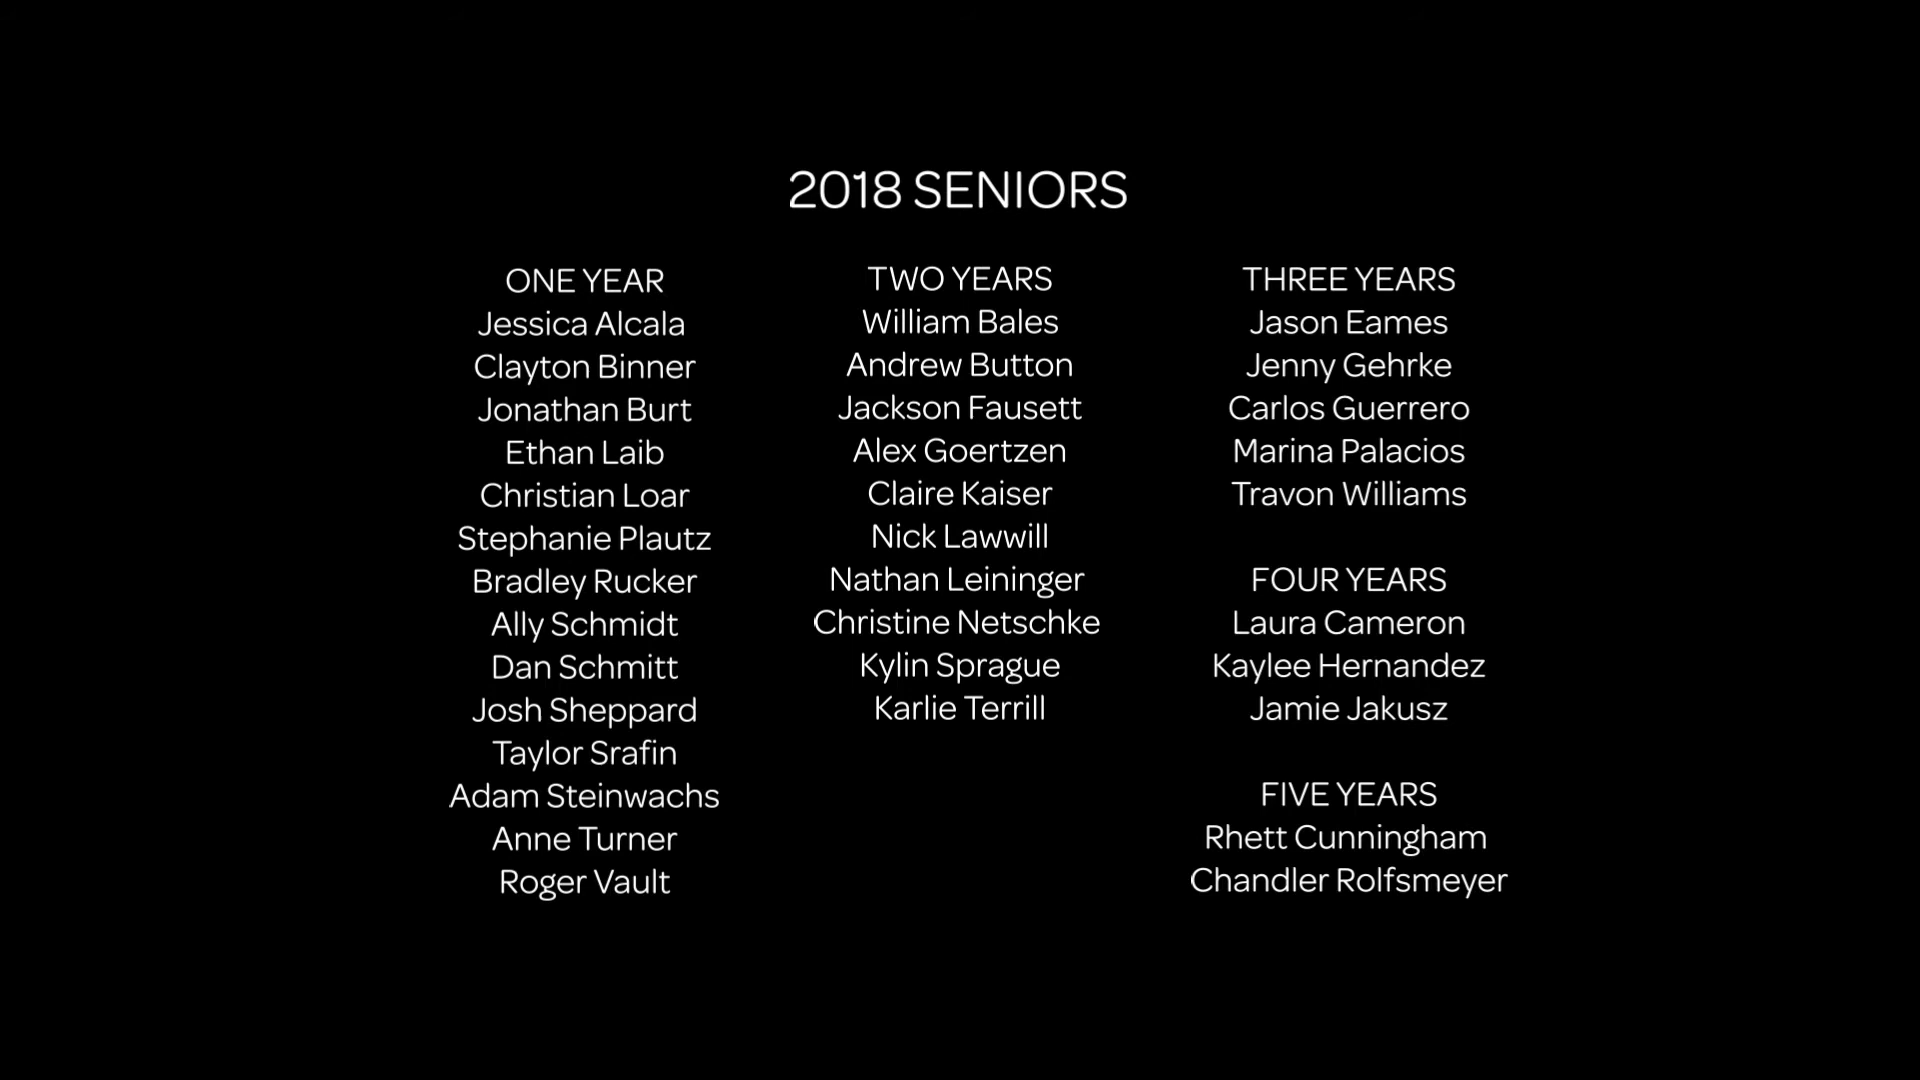 2018 SENIORS
ONE YEAR
Jessica Alcala
Clayton Binner
Jonathan Burt
Ethan Laib
Christian Loar
Stephanie Plautz
Bradley Rucker
Ally Schmidt
Dan Schmitt
Josh Sheppard
Taylor Srafin
Adam Steinwachs
Anne Turner
Roger Vault
TWO YEARS
William Bales
Andrew Button
Jackson Fausett
Alex Goertzen
Claire Kaiser
Nick Lawwill
Nathan Leininger
Christine Netschke
Kylin Sprague
Karlie Terrill
THREE YEARS
Jason Eames
Jenny Gehrke
Carlos Guerrero
Marina Palacios
Travon Williams
FOUR YEARS
Laura Cameron
Kaylee Hernandez
Jamie Jakusz
FIVE YEARS
Rhett Cunningham
Chandler Rolfsmeyer